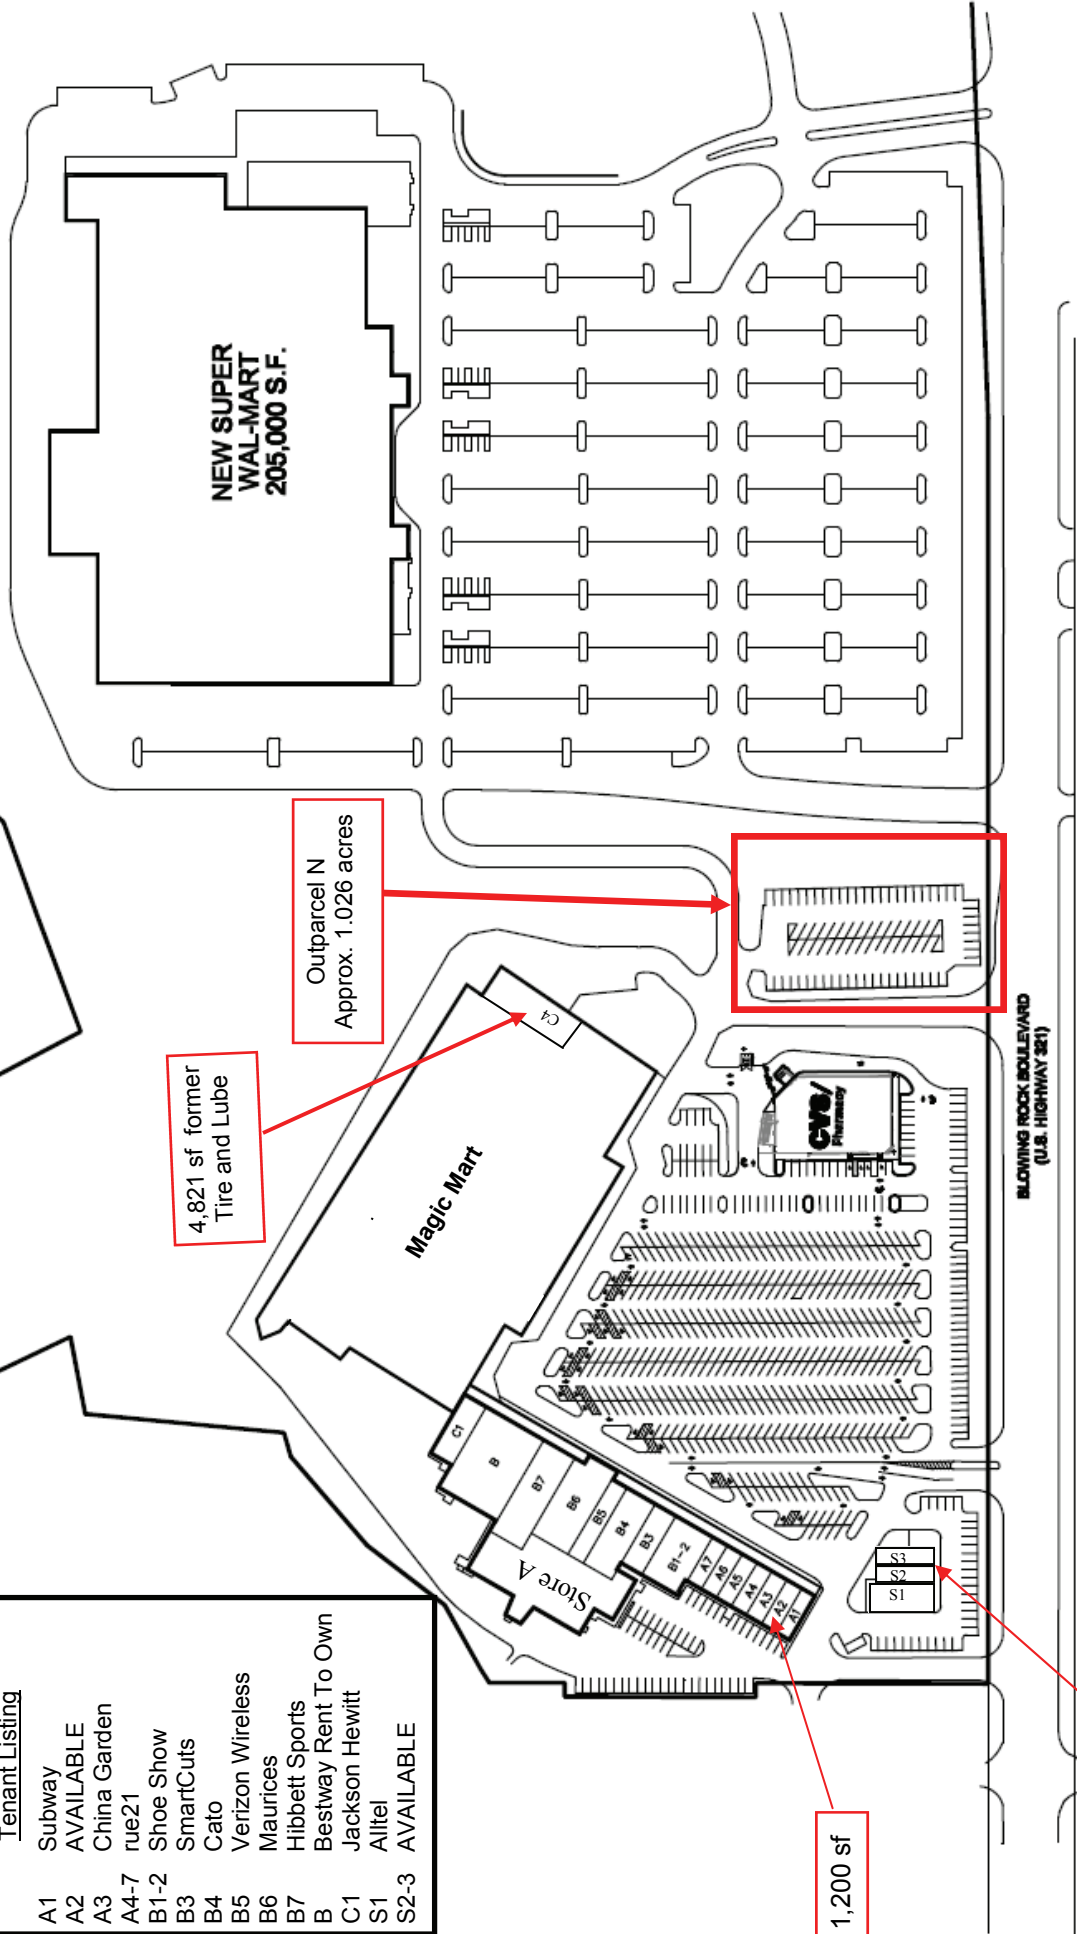 Tenant Listing
A1 Subway
A2 AVAILABLE
A3 China Garden
A4-7 rue21
B1-2 Shoe Show
B3 SmartCuts
B4 Cato
B5 Verizon Wireless
B6 Maurices
B7 Hibbett Sports
B Bestway Rent To Own
C1 Jackson Hewitt
S1 Alltel
S2-3 AVAILABLE
NEW SUPER
WAL-MART
205,000 S.F.
Outparcel N
Approx. 1.026 acres
4,821 sf former
Tire and Lube
C4
Magic Mart
CVS/
Pharmacy
C1
B
B7
B6
B5
B4
B3
B1-2
A7
A6
A5
A4
A3
A2
A1
Store A
S1
S2
S3
1,200 sf
BLOWING ROCK BOULEVARD
(U.S. HIGHWAY 321)